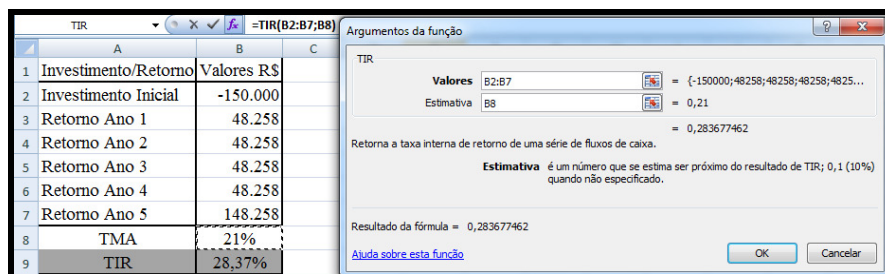 TIR =TIR(B2:B7;B8)
A B C
1 Investimento/Retorno Valores R$
2 Investimento Inicial -150.000
3 Retorno Ano 1 48.258
4 Retorno Ano 2 48.258
5 Retorno Ano 3 48.258
6 Retorno Ano 4 48.258
7 Retorno Ano 5 148.258
8 TMA 21%
9 TIR 28,37%
Argumentos da função
TIR
Valores B2:B7 = {-150000;48258;48258;48258;4825...
Estimativa B8 = 0,21
= 0,283677462
Retorna a taxa interna de retorno de uma série de fluxos de caixa.
Estimativa é um número que se estima ser próximo do resultado de TIR; 0,1 (10%)
quando não especificado.
Resultado da fórmula = 0,283677462
Ajuda sobre esta função OK Cancelar